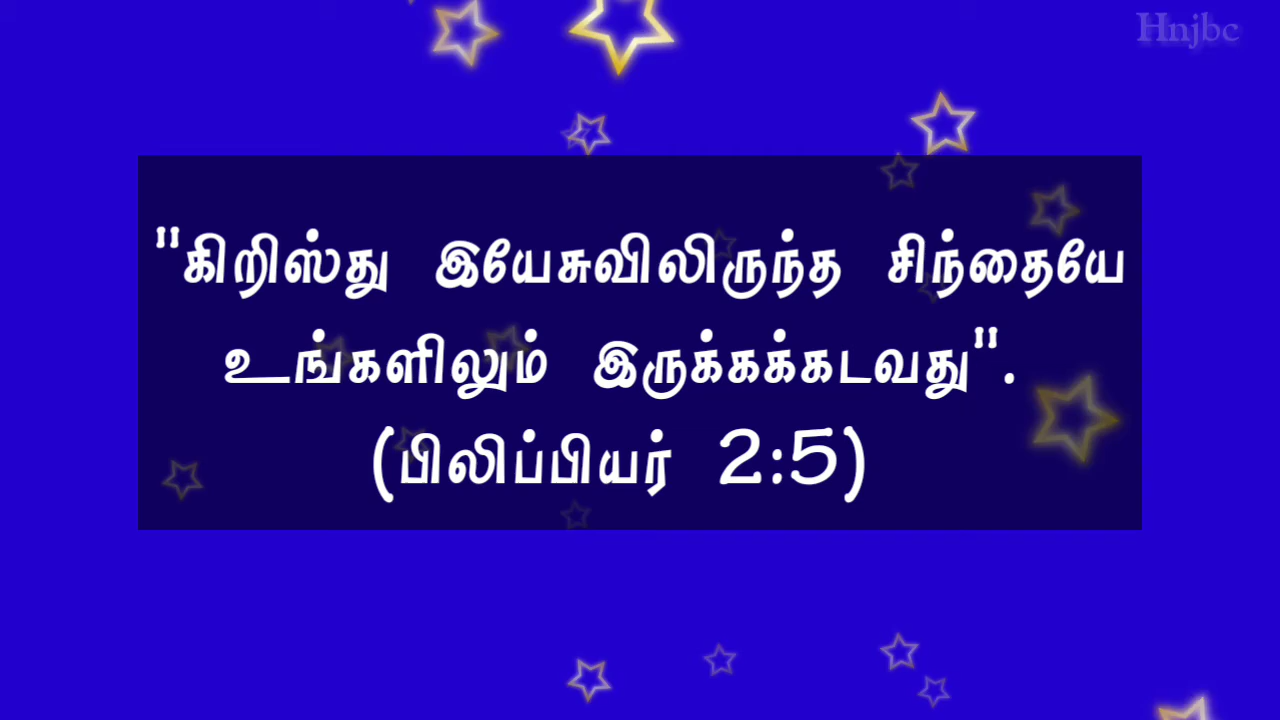 Hnjbc
"கிறிஸ்து இயேசுவிலிருந்த சிந்தையே
உங்களிலும் இருக்கக்கடவது".
(பிலிப்பியர் 2:5)